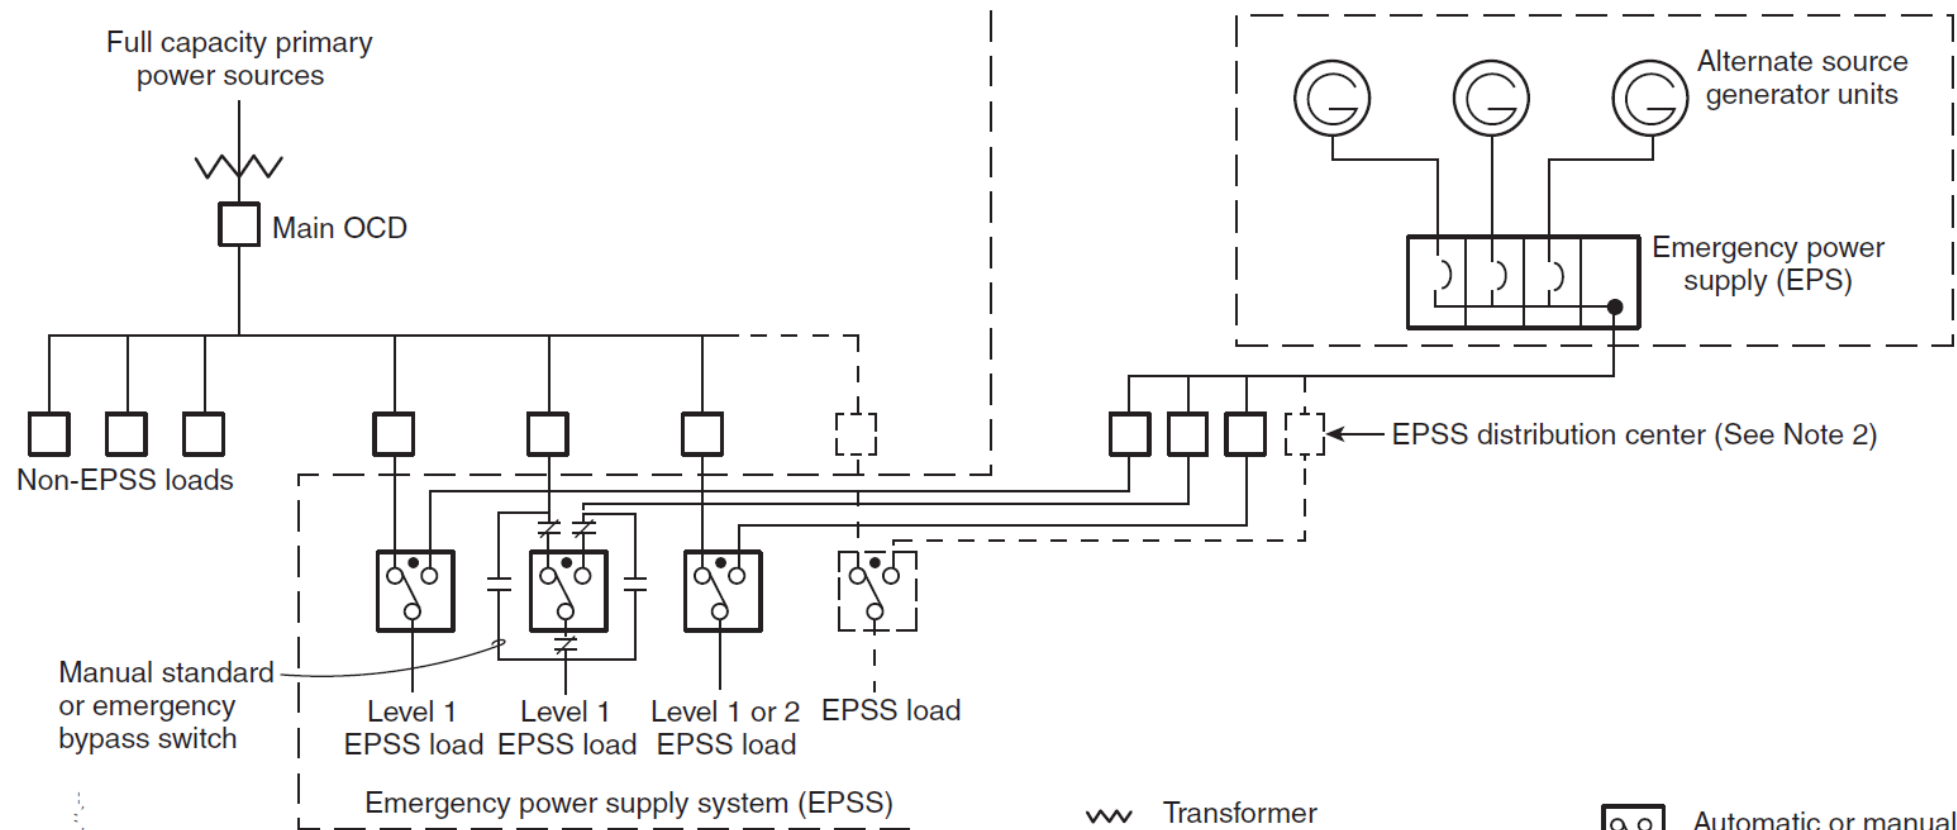 Full capacity primary
power sources
Main OCD
Alternate source
generator units
Emergency power
supply (EPS)
Non-EPSS loads
EPSS distribution center (See Note 2)
Manual standard
or emergency
bypass switch
Level 1
EPSS load
Level 1
EPSS load
Level 1 or 2
EPSS load
EPSS load
Emergency power supply system (EPSS)
Transformer
Automatic or manual